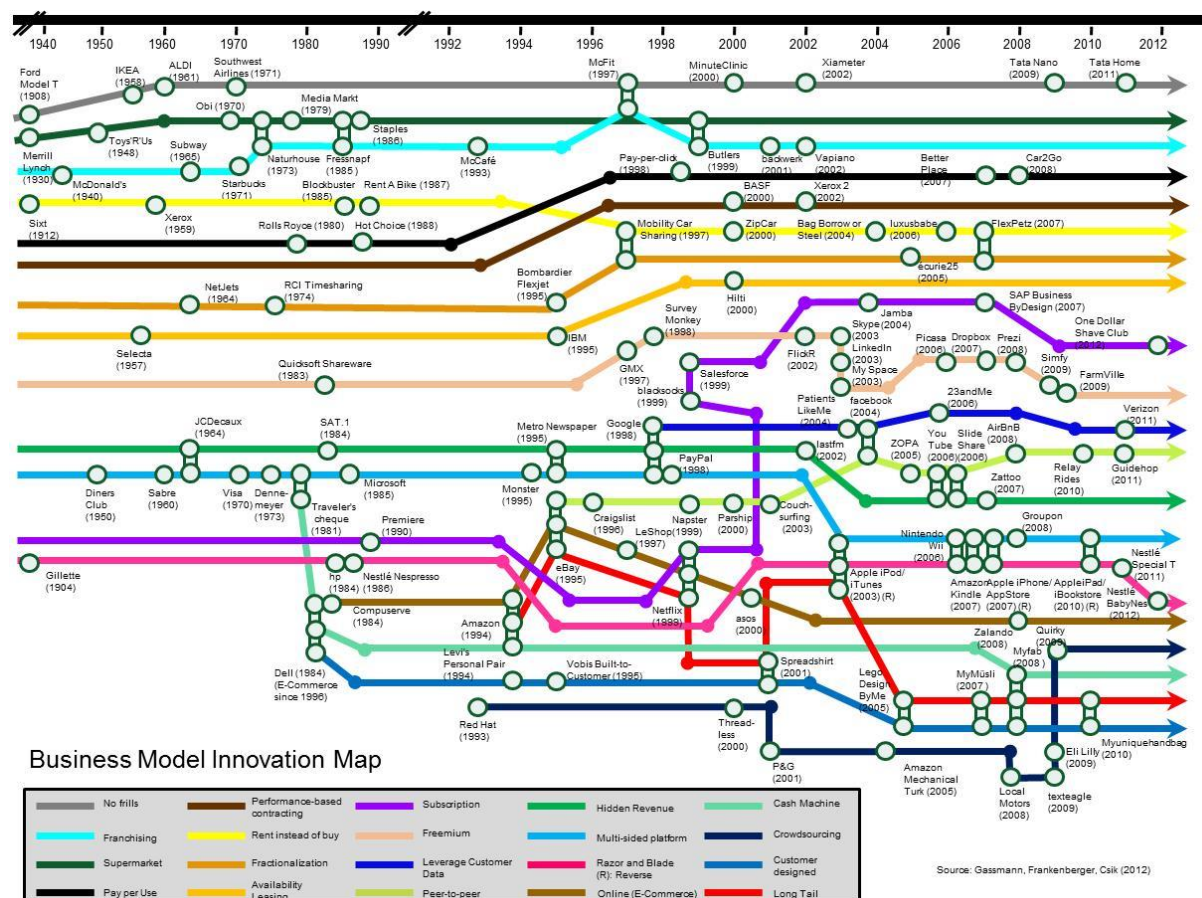 1940 1950 1960 1970 1980 1990 1992 1994 1996 1998 2000 2002 2004 2006 2008 2010 2012
Ford
Model T
(1908)
IKEA
(1958)
ALDI
(1961)
Southwest
Airlines (1971)
McFit
(1997)
MinuteClinic
(2000)
Xiameter
(2002)
Tata Nano
(2009)
Tata Home
(2011)
Merrill
Lynch
(1930)
Toys'R'Us
(1948)
Obi (1970)
Media Markt
(1979)
Staples
(1986)
McDonald's
(1940)
Subway
(1965)
Starbucks
(1971)
Naturhouse
(1973)
Fressnapf
(1985)
McCafé
(1993)
Butlers
(1999)
backwerk
(2001)
Vapiano
(2002)
Pay-per-click
(1998)
Better
Place
(2007)
Car2Go
(2008)
Sixt
(1912)
Xerox
(1959)
Blockbuster
(1985)
Rent A Bike (1987)
BASF
(2000)
Xerox 2
(2002)
Rolls Royce (1980)
Hot Choice (1988)
Mobility Car
Sharing (1997)
ZipCar
(2000)
Bag Borrow or
Steel (2004)
luxusbabe
(2006)
FlexPetz (2007)
NetJets
(1964)
RCI Timesharing
(1974)
Bombardier
Flexjet
(1995)
écurie25
(2005)
Hilti
(2000)
Selecta
(1957)
IBM
(1995)
Survey
Monkey
(1998)
Jamba
(2004)
SAP Business
ByDesign (2007)
One Dollar
Shave Club
(2012)
Quicksoft Shareware
(1983)
GMX
(1997)
FlickR
(2002)
Skype
(2003
LinkedIn
(2003)
My Space
(2003)
Picasa
(2006)
Dropbox
(2007)
Prezi
(2008)
Simfy
(2009)
FarmVille
(2009)
Salesforce
(1999)
blacksocks
(1999)
JCDecaux
(1964)
SAT.1
(1984)
Metro Newspaper
(1995)
Google
(1998)
Patients
LikeMe
(2004)
facebook
(2004)
23andMe
(2006)
Verizon
(2011)
lastfm
(2002)
ZOPA
(2005)
You
Tube
(2006)
Slide
Share
(2006)
AirBnB
(2008)
Relay
Rides
(2010)
Guidehop
(2011)
Zattoo
(2007)
Diners
Club
(1950)
Sabre
(1960)
Visa
(1970)
Denne-
meyer
(1973)
Traveler's
cheque
(1981)
Microsoft
(1985)
Monster
(1995)
PayPal
(1998)
Craigslist
(1996)
Napster
(1999)
Parship
(2000)
Couch-
surfing
(2003)
Premiere
(1990)
LeShop
(1997)
Gillette
(1904)
hp
(1984)
Nestlé Nespresso
(1986)
eBay
(1995)
Apple iPod/
iTunes
(2003) (R)
Nintendo
Wii
(2006)
Groupon
(2008)
Amazon
Kindle
(2007)
Apple iPhone/
AppStore
(2007) (R)
AppleiPad/
iBookstore
(2010) (R)
Nestlé
Special T
(2011)
Nestlé
BabyNes
(2012)
Compuserve
(1984)
Amazon
(1994)
Netflix
(1999)
asos
(2000)
Zalando
(2008)
Quirky
(2009)
Dell (1984)
(E-Commerce
since 1996)
Levi's
Personal Pair
(1994)
Vobis Built-to-
Customer (1995)
Spreadshirt
(2001)
Lego
Design
ByMe
(2005)
MyMüsli
(2007)
Myfab
(2008)
Myuniquehandbag
(2010)
Red Hat
(1993)
Thread-
less
(2000)
P&G
(2001)
Amazon
Mechanical
Turk (2005)
Local
Motors
(2008)
Eli Lilly
(2009)
texteagle
(2009)
Business Model Innovation Map
No frills
Performance-based
contracting
Subscription
Hidden Revenue
Cash Machine
Franchising
Rent instead of buy
Freemium
Multi-sided platform
Crowdsourcing
Supermarket
Fractionalization
Leverage Customer
Data
Razor and Blade
(R): Reverse
Customer
designed
Pay per Use
Availability
Leasing
Peer-to-peer
Online (E-Commerce)
Long Tail
Source: Gassmann, Frankenberger, Csik (2012)